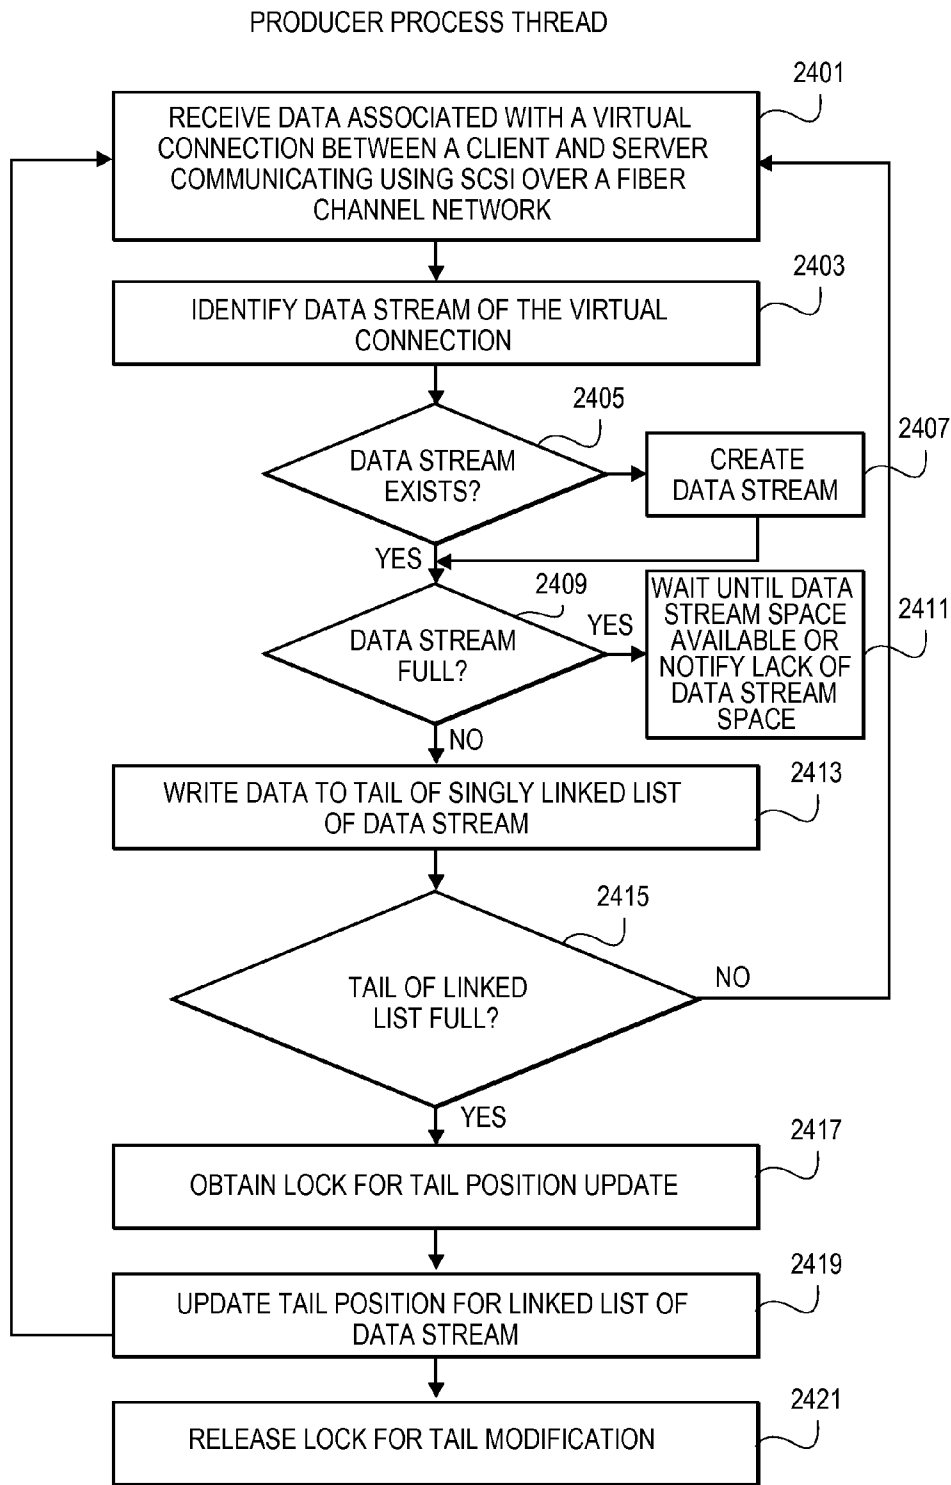 PRODUCER PROCESS THREAD
2401
RECEIVE DATA ASSOCIATED WITH A VIRTUAL
CONNECTION BETWEEN A CLIENT AND SERVER
COMMUNICATING USING SCSI OVER A FIBER
CHANNEL NETWORK
2403
IDENTIFY DATA STREAM OF THE VIRTUAL
CONNECTION
2405
DATA STREAM
EXISTS?
2407
CREATE
DATA STREAM
YES
2409
DATA STREAM
FULL?
YES
2411
WAIT UNTIL DATA
STREAM SPACE
AVAILABLE OR
NOTIFY LACK OF
DATA STREAM
SPACE
NO
2413
WRITE DATA TO TAIL OF SINGLY LINKED LIST
OF DATA STREAM
2415
TAIL OF LINKED
LIST FULL?
NO
YES
2417
OBTAIN LOCK FOR TAIL POSITION UPDATE
2419
UPDATE TAIL POSITION FOR LINKED LIST OF
DATA STREAM
2421
RELEASE LOCK FOR TAIL MODIFICATION